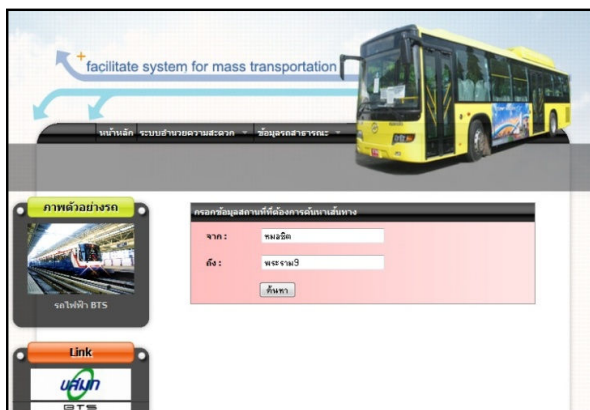 facilitate system for mass transportation
หน้าหลัก ระบบอำนวยความสะดวก ข้อมูลรถสาธารณะ
ภาพตัวอย่างรถ
รถไฟฟ้า BTS
กรอกข้อมูลสถานที่ที่ต้องการค้นหาเส้นทาง
จาก :
หมอชิต
ถึง :
พระราม9
ค้นหา
Link
บสมท
BTS